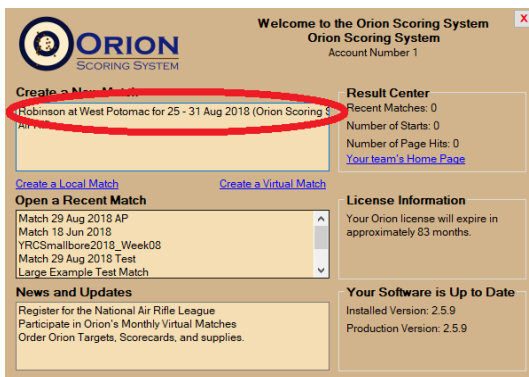 ORION
SCORING SYSTEM
Welcome to the Orion Scoring System
Orion Scoring System
Account Number 1
X
Create a New Match
Robinson at West Potomac for 25 - 31 Aug 2018 (Orion Scoring S
Air
Create a Local Match
Create a Virtual Match
Open a Recent Match
Match 29 Aug 2018 AP
Match 18 Jun 2018
YRCSmallbore2018_Week08
Match 29 Aug 2018 Test
Large Example Test Match
News and Updates
Register for the National Air Rifle League
Participate in Orion's Monthly Virtual Matches
Order Orion Targets, Scorecards, and supplies.
Result Center
Recent Matches: 0
Number of Starts: 0
Number of Page Hits: 0
Your team's Home Page
License Information
Your Orion license will expire in
approximately 83 months.
Your Software is Up to Date
Installed Version: 2.5.9
Production Version: 2.5.9